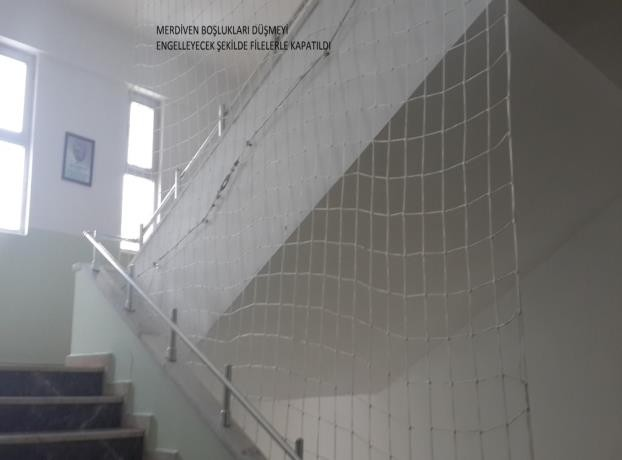 MERDİVEN BOŞLUKLARI DÜŞMEYİ
ENGELLEYECEK ŞEKİLDE FİLELERLE KAPATILDI